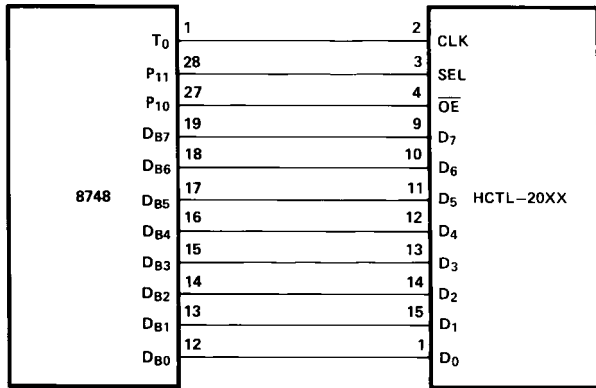 T0 1 2 CLK
P11 28 3 SEL
P10 27 4 OE
DB7 19 9 D7
DB6 18 10 D6
8748 DB5 17 11 D5 HCTL-20XX
DB4 16 12 D4
DB3 15 13 D3
DB2 14 14 D2
DB1 13 15 D1
DB0 12 1 D0